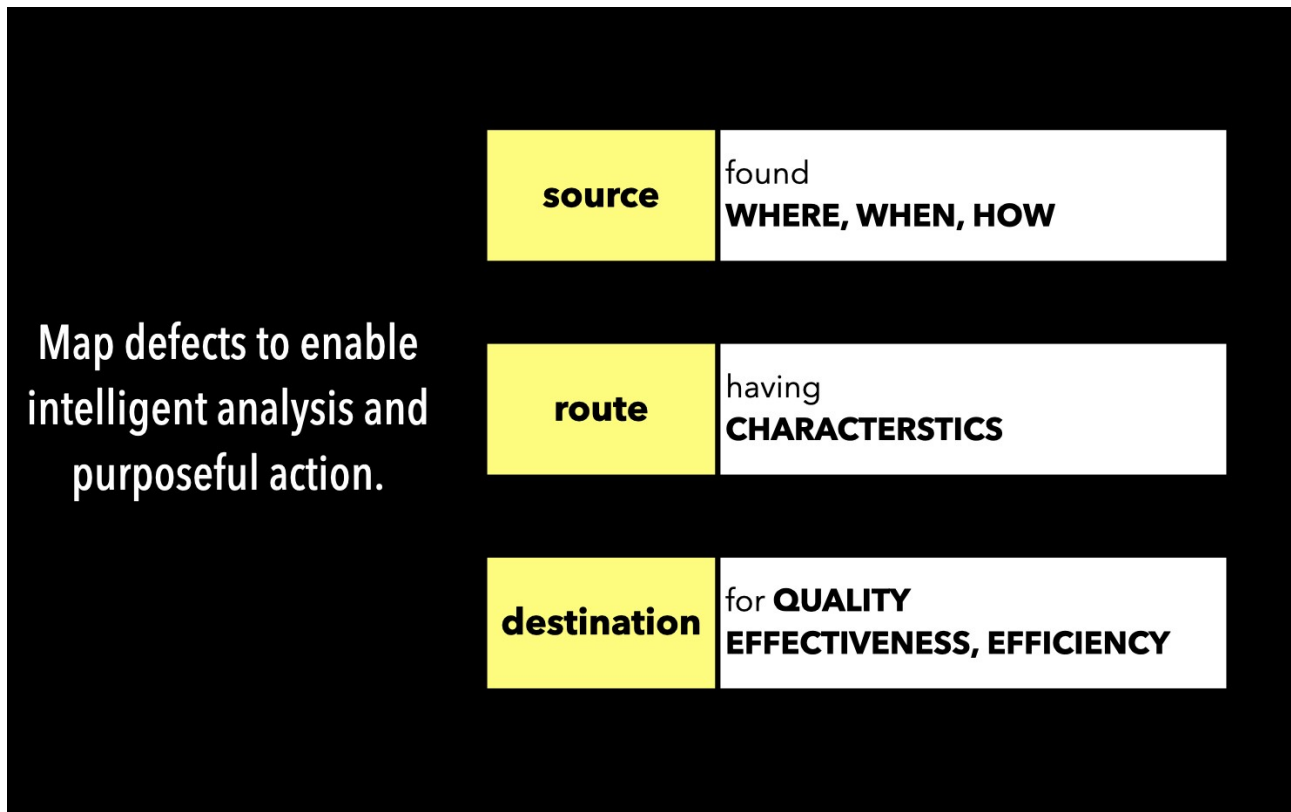 Map defects to enable
intelligent analysis and
purposeful action.
source
found
WHERE, WHEN, HOW
route
having
CHARACTERSTICS
destination
for QUALITY
EFFECTIVENESS, EFFICIENCY